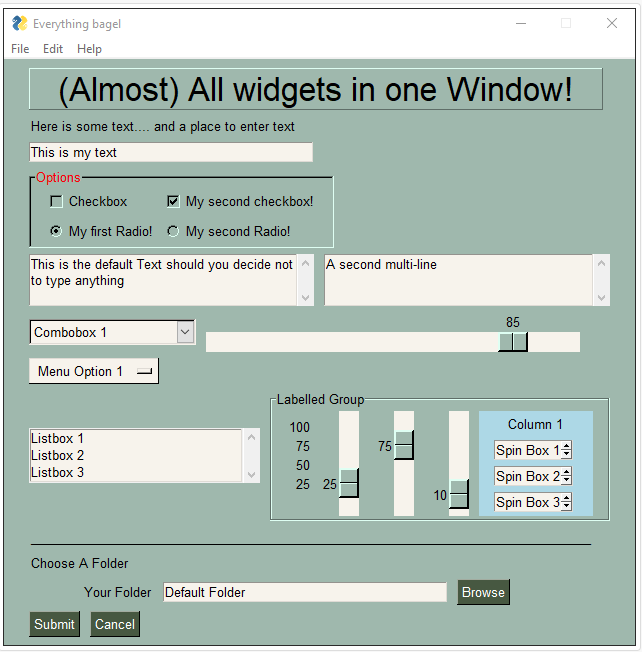 Everything bagel
File Edit Help
(Almost) All widgets in one Window!
Here is some text.... and a place to enter text
This is my text
Options
Checkbox My second checkbox!
My first Radio! My second Radio!
This is the default Text should you decide not
to type anything
A second multi-line
Combobox 1
85
Menu Option 1
Labelled Group
100
75
50
25
25
75
10
Column 1
Spin Box 1
Spin Box 2
Spin Box 3
Listbox 1
Listbox 2
Listbox 3
Choose A Folder
Your Folder Default Folder Browse
Submit Cancel